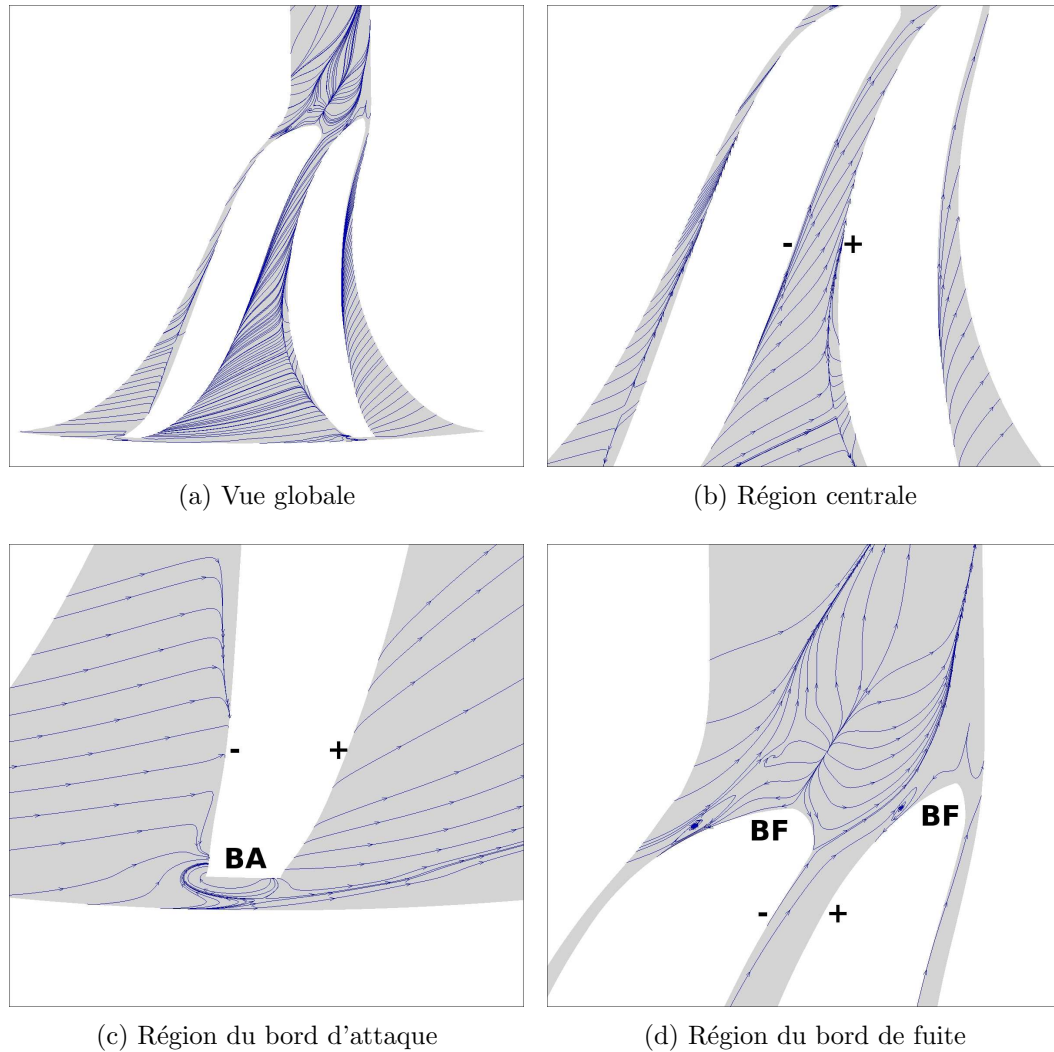 (a) Vue globale
- +
(b) Région centrale
- +
BA
(c) Région du bord d'attaque
BF BF
- +
(d) Région du bord de fuite